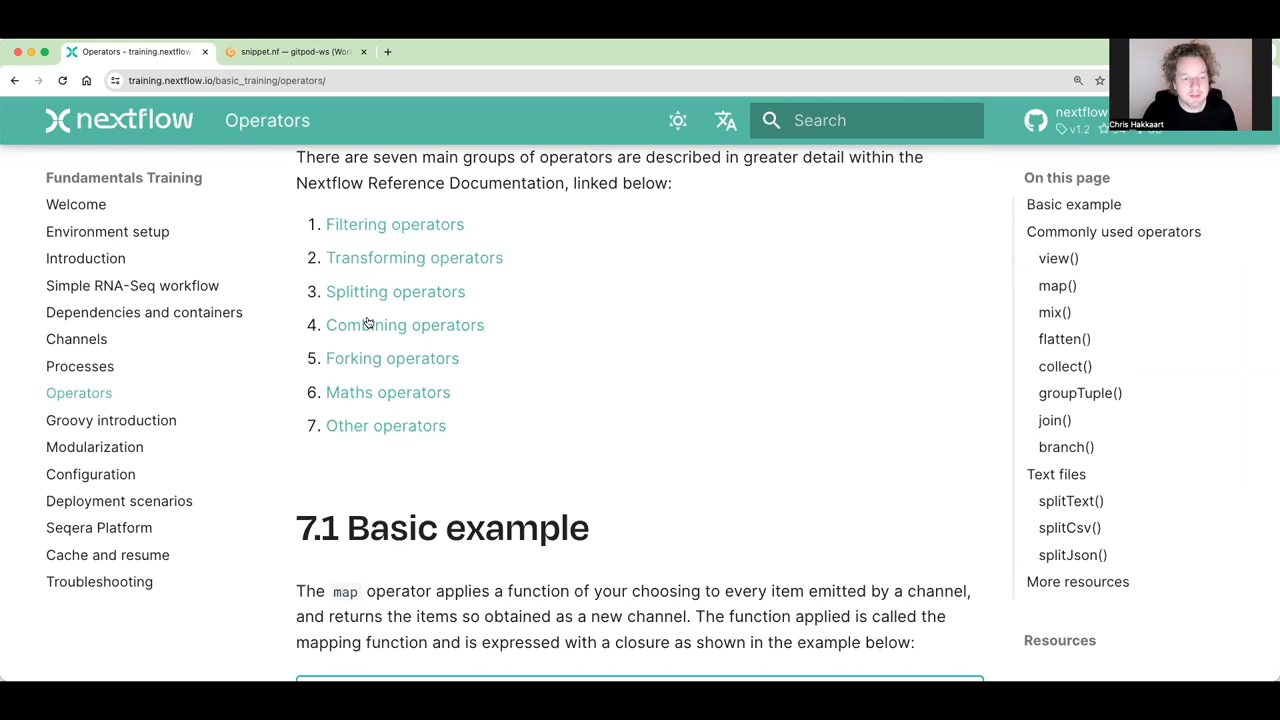 Operators - training.nextflow.
snippet.nf — gitpod-ws (Wor
training.nextflow.io/basic_training/operators/
Chris Hakkaart
nextflow
Operators
Search
nextflow
v1.2
There are seven main groups of operators are described in greater detail within the
Nextflow Reference Documentation, linked below:
1. Filtering operators
2. Transforming operators
3. Splitting operators
4. Combining operators
5. Forking operators
6. Maths operators
7. Other operators
7.1 Basic example
The map operator applies a function of your choosing to every item emitted by a channel,
and returns the items so obtained as a new channel. The function applied is called the
mapping function and is expressed with a closure as shown in the example below:
Fundamentals Training
Welcome
Environment setup
Introduction
Simple RNA-Seq workflow
Dependencies and containers
Channels
Processes
Operators
Groovy introduction
Modularization
Configuration
Deployment scenarios
Seqera Platform
Cache and resume
Troubleshooting
On this page
Basic example
Commonly used operators
view()
map()
mix()
flatten()
collect()
groupTuple()
join()
branch()
Text files
splitText()
splitCsv()
splitJson()
More resources
Resources